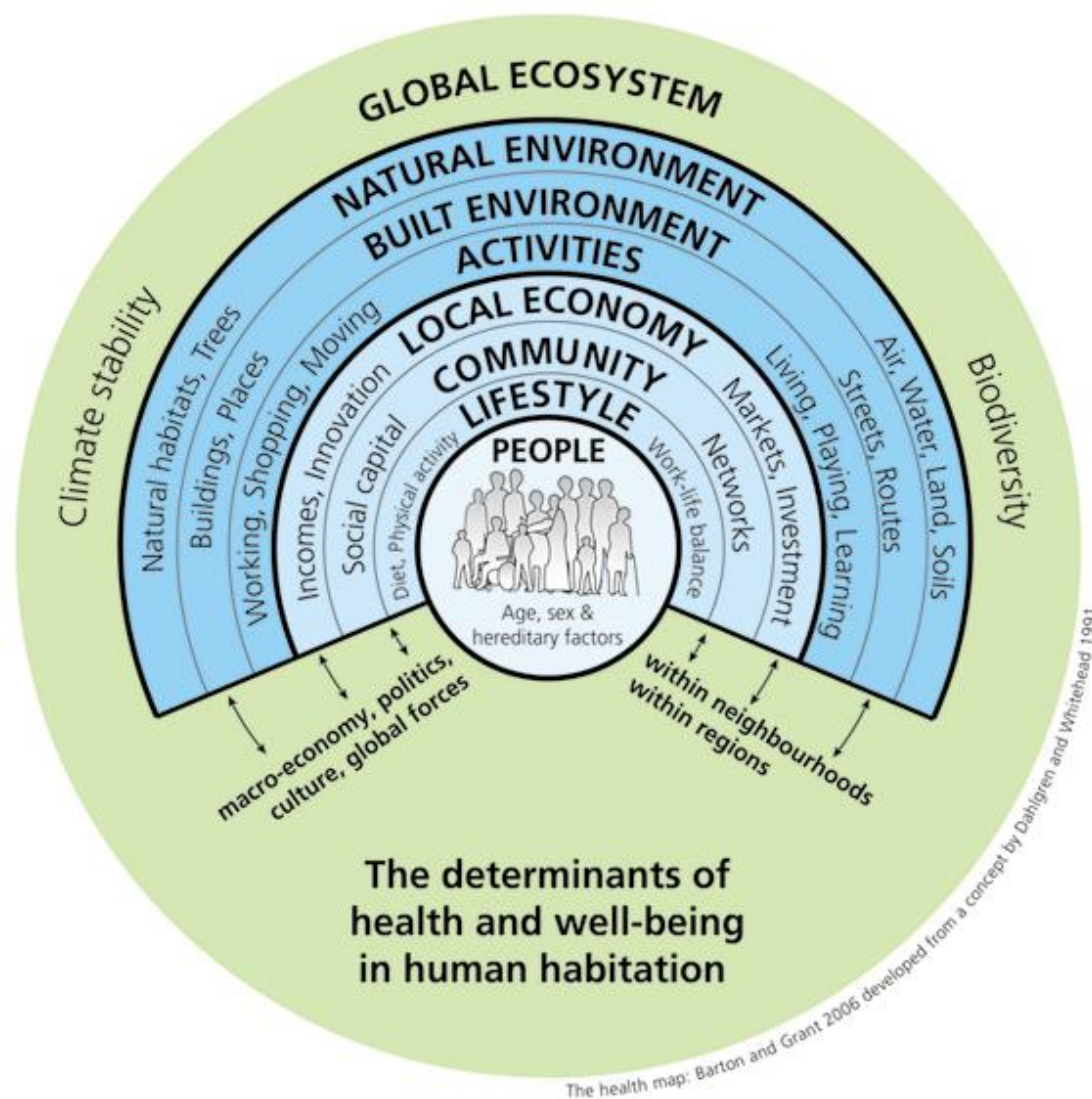 GLOBAL ECOSYSTEM
NATURAL ENVIRONMENT
BUILT ENVIRONMENT
ACTIVITIES
LOCAL ECONOMY
COMMUNITY
LIFESTYLE
PEOPLE
Age, sex &
hereditary factors
Climate stability
Natural habitats, Trees
Buildings, Places
Working, Shopping, Moving
Incomes, Innovation
Social capital
Diet, Physical activity
Work-life balance
Networks
Markets, Investment
Living, Playing, Learning
Streets, Routes
Air, Water, Land, Soils
Biodiversity
macro-economy, politics,
culture, global forces
within neighbourhoods
within regions
The determinants of
health and well-being
in human habitation
The health map: Barton and Grant 2006 developed from a concept by Dahlgren and Whitehead 1991